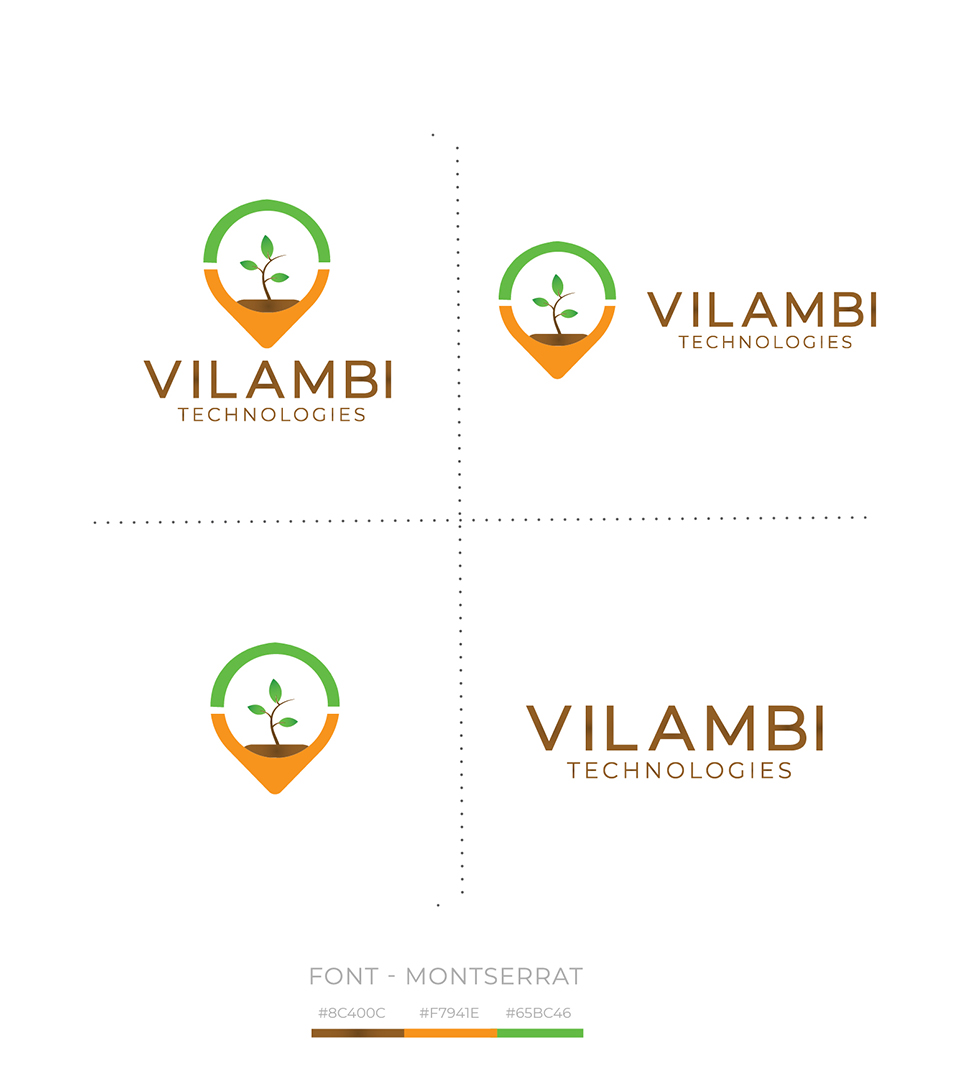 VILAMBI
TECHNOLOGIES
VILAMBI
TECHNOLOGIES
VILAMBI
TECHNOLOGIES
FONT - MONTSERRAT
#8C400C #F7941E #65BC46